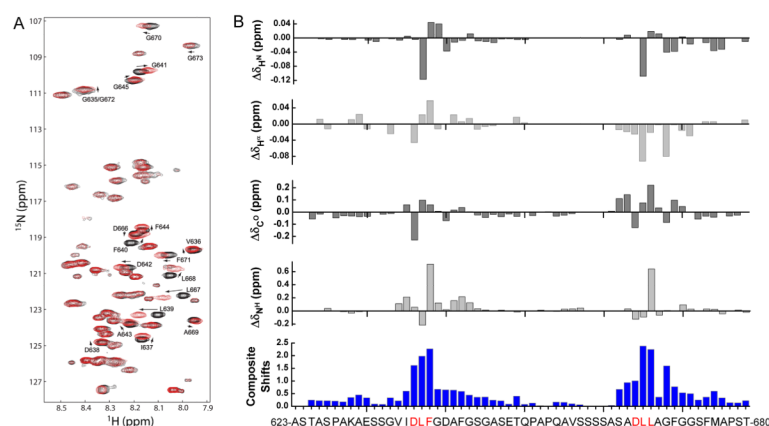 A
107
109
111
113
115
117
119
121
123
125
127
15N (ppm)
8.5 8.4 8.2 8.1 8.0 7.9
1H (ppm)
G670
G673
G641
G645
G635/G672
D666
F644
V636
F640
D642
F671
L668
L667
L639
A643
A669
D638
I637
B
ΔδHN (ppm)
0.04
0.00
-0.04
-0.08
-0.12
ΔδHα (ppm)
0.04
0.00
-0.04
-0.08
ΔδCO (ppm)
0.2
0.1
0.0
-0.1
-0.2
ΔδNH (ppm)
0.6
0.4
0.2
0.0
-0.2
Composite
Shifts
2.5
2.0
1.5
1.0
0.5
0.0
623-ASTASPAKAESSGVIDLFGDAFGSGASETQPAPQAVSSSSASADLLAGFGGSFMAPST-680